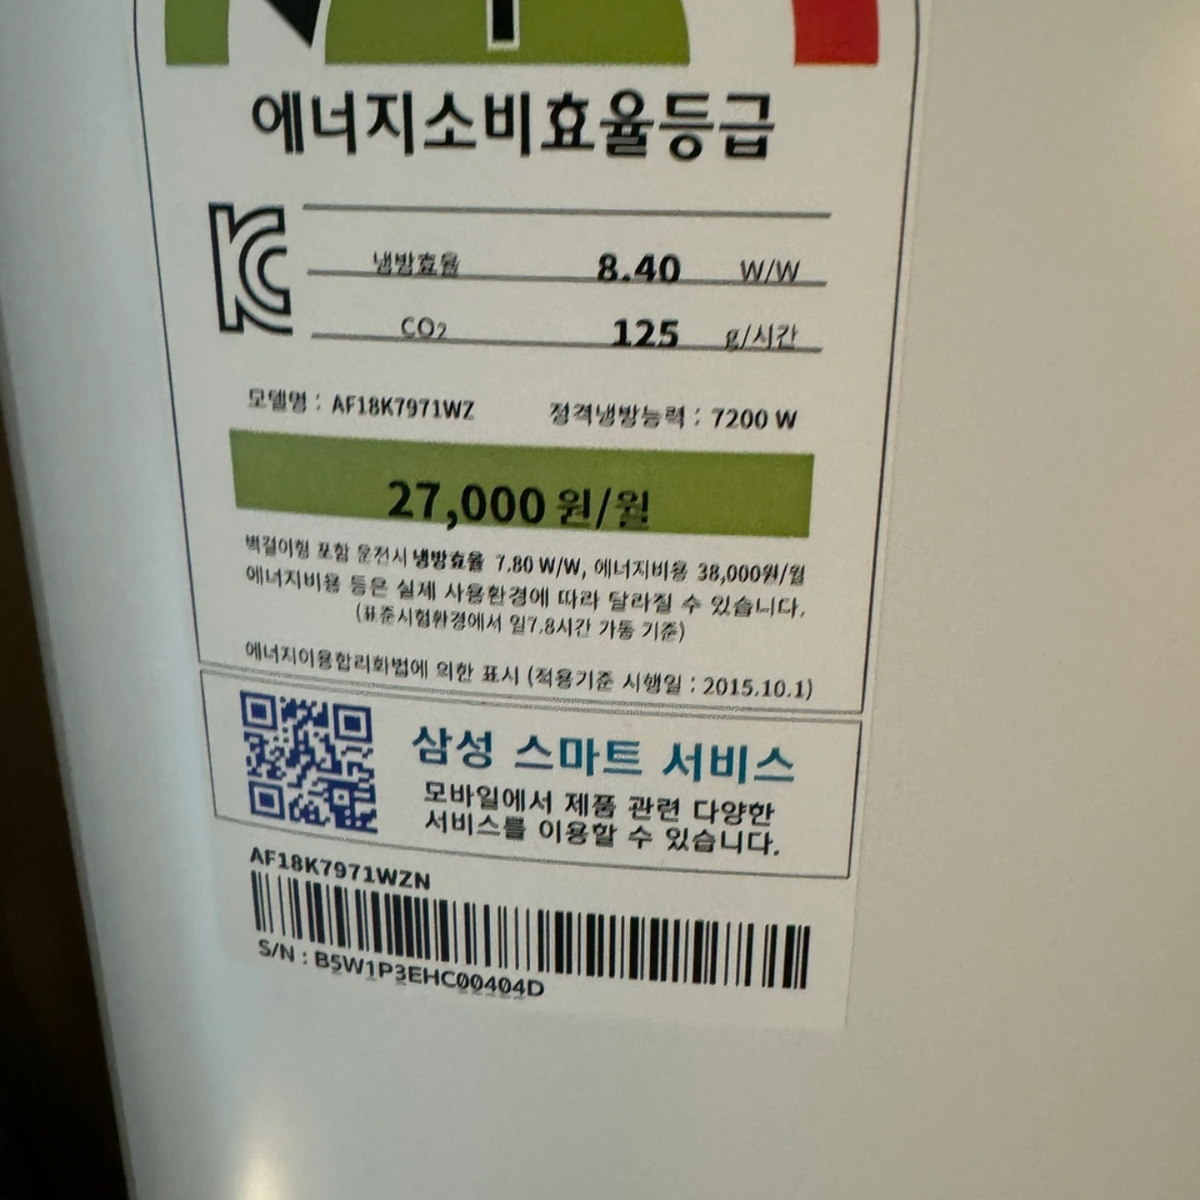 에너지소비효율등급
냉방효율 8.40 W/W
CO₂ 125 g/시간
모델명 : AF18K7971WZ 정격냉방능력 : 7200 W
27,000 원/월
벽걸이형 포함 운전시 냉방효율 7.80 W/W, 에너지비용 38,000원/월
에너지비용 등은 실제 사용환경에 따라 달라질 수 있습니다.
(표준시험환경에서 일7.8시간 가동 기준)
에너지이용합리화법에 의한 표시 (적용기준 시행일 : 2015.10.1)
삼성 스마트 서비스
모바일에서 제품 관련 다양한
서비스를 이용할 수 있습니다.
AF18K7971WZN
S/N : B5W1P3EHC00404D